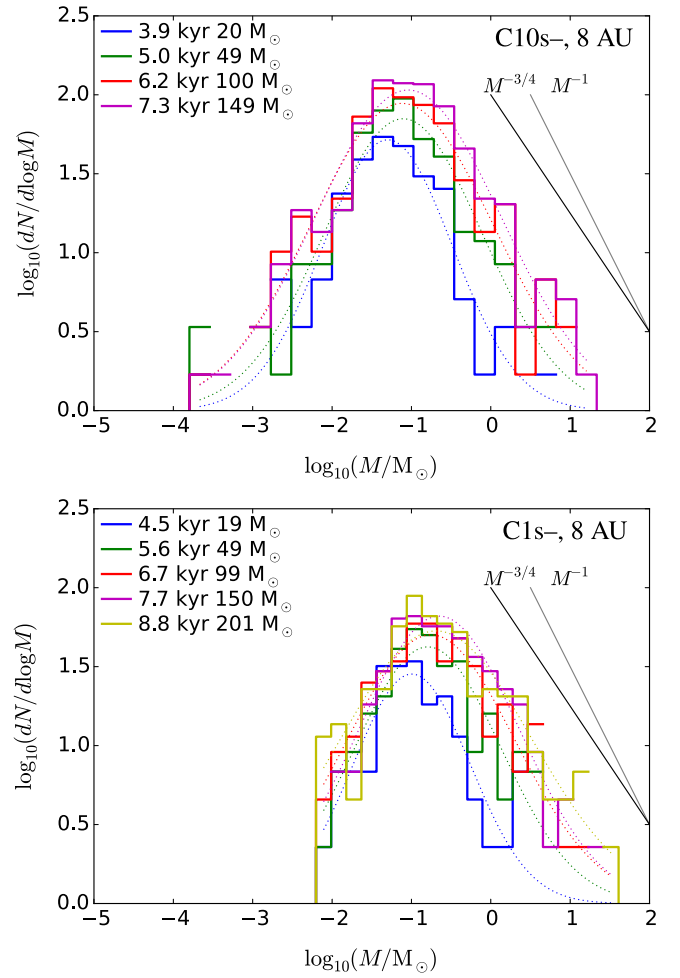 2.5
2.0
1.5
1.0
0.5
0.0
log₁₀(dN/dlogM)
3.9 kyr 20 M⊙
5.0 kyr 49 M⊙
6.2 kyr 100 M⊙
7.3 kyr 149 M⊙
C10s–, 8 AU
M⁻³/⁴ M⁻¹
−5 −4 −3 −2 −1 0 1 2
log₁₀(M/M⊙)
2.5
2.0
1.5
1.0
0.5
0.0
log₁₀(dN/dlogM)
4.5 kyr 19 M⊙
5.6 kyr 49 M⊙
6.7 kyr 99 M⊙
7.7 kyr 150 M⊙
8.8 kyr 201 M⊙
C1s–, 8 AU
M⁻³/⁴ M⁻¹
−5 −4 −3 −2 −1 0 1 2
log₁₀(M/M⊙)